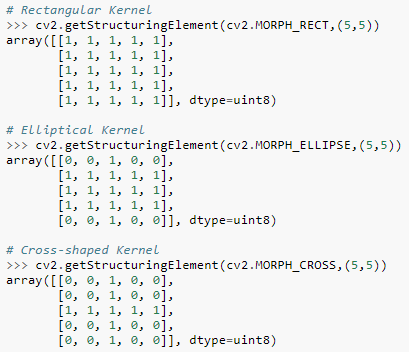 # Rectangular Kernel
>>> cv2.getStructuringElement(cv2.MORPH_RECT,(5,5))
array([[1, 1, 1, 1, 1],
       [1, 1, 1, 1, 1],
       [1, 1, 1, 1, 1],
       [1, 1, 1, 1, 1],
       [1, 1, 1, 1, 1]], dtype=uint8)

# Elliptical Kernel
>>> cv2.getStructuringElement(cv2.MORPH_ELLIPSE,(5,5))
array([[0, 0, 1, 0, 0],
       [1, 1, 1, 1, 1],
       [1, 1, 1, 1, 1],
       [1, 1, 1, 1, 1],
       [0, 0, 1, 0, 0]], dtype=uint8)

# Cross-shaped Kernel
>>> cv2.getStructuringElement(cv2.MORPH_CROSS,(5,5))
array([[0, 0, 1, 0, 0],
       [0, 0, 1, 0, 0],
       [1, 1, 1, 1, 1],
       [0, 0, 1, 0, 0],
       [0, 0, 1, 0, 0]], dtype=uint8)